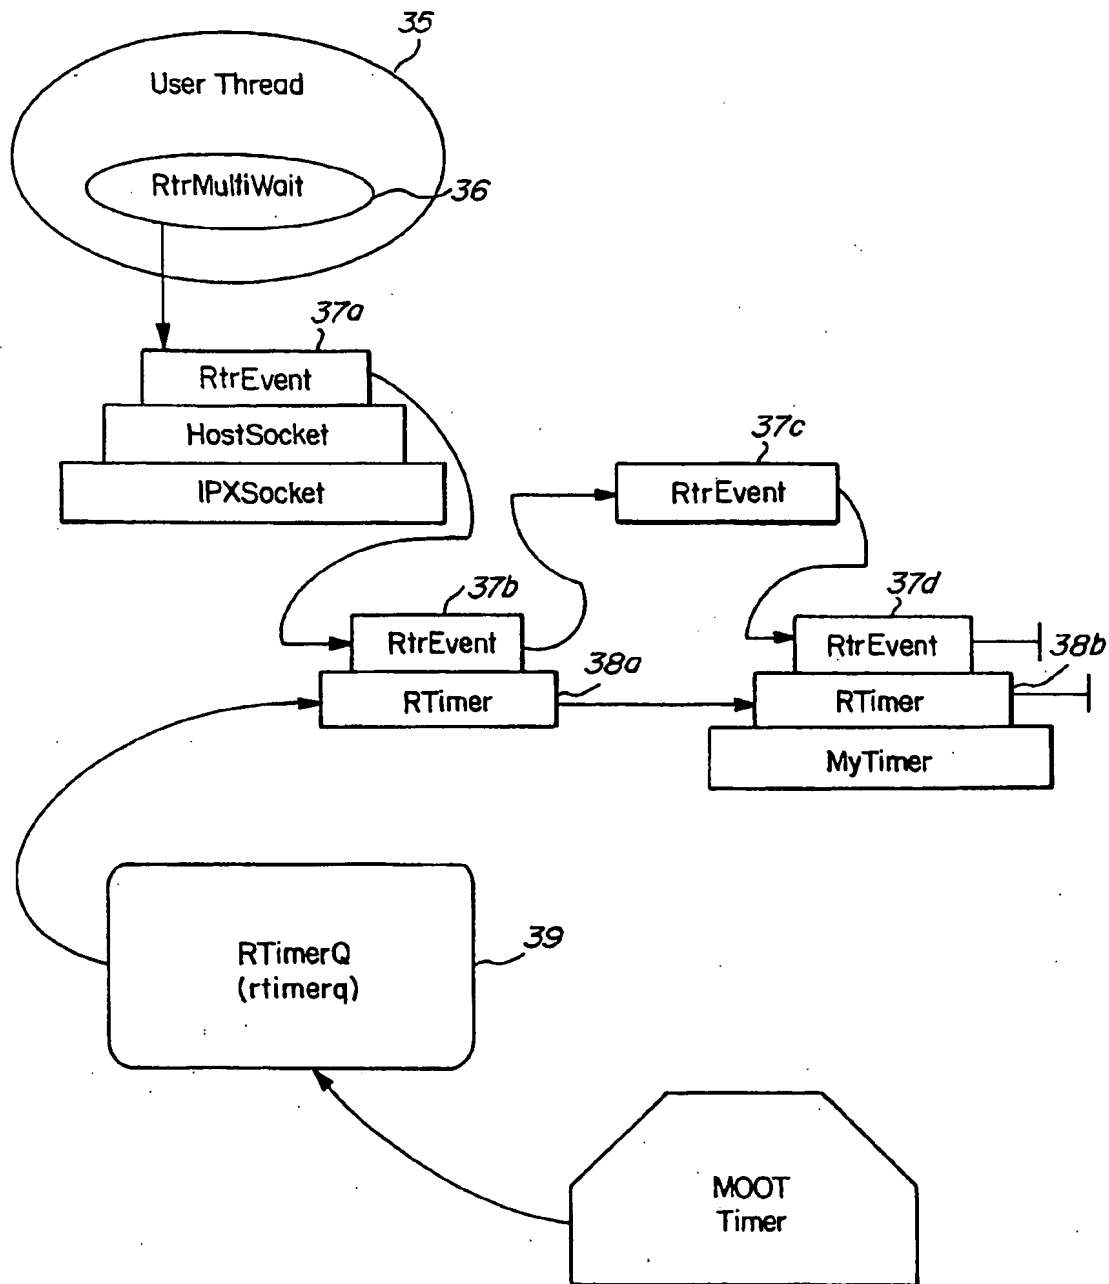 35
User Thread
RtrMultiWait
36
37a
RtrEvent
HostSocket
IPXSocket
37c
RtrEvent
37b
RtrEvent
38a
RTimer
37d
RtrEvent
38b
RTimer
MyTimer
RTimerQ
(rtimerq)
39
MOOT
Timer